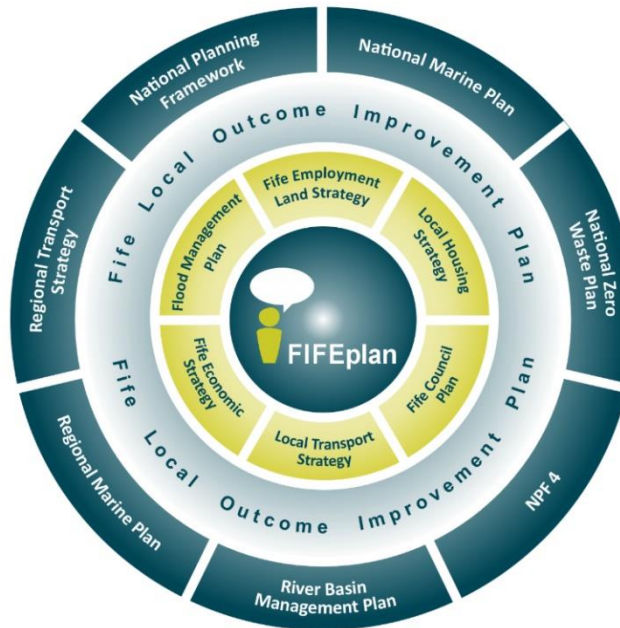 National Planning
Framework
National Marine Plan
National Zero
Waste Plan
NPF 4
River Basin
Management Plan
Regional Marine Plan
Regional Transport
Strategy
Fife Local Outcome Improvement Plan
Fife Local Outcome Improvement Plan
Fife Employment
Land Strategy
Local Housing
Strategy
Fife Council
Plan
Local Transport
Strategy
Fife Economic
Strategy
Flood Management
Plan
FIFEplan